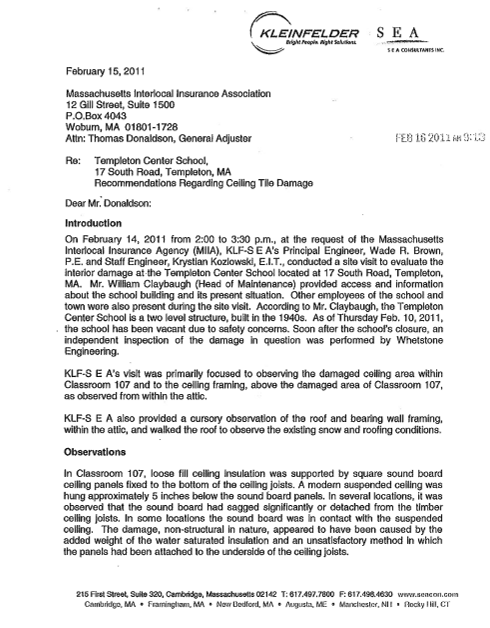 KLEINFELDER
Bright People. Right Solutions.
S E A
S E A CONSULTANTS INC.
February 15, 2011
Massachusetts Interlocal Insurance Association
12 Gill Street, Suite 1500
P.O.Box 4043
Woburn, MA 01801-1728
Attn: Thomas Donaldson, General Adjuster
FEB 16 2011 AM 9:13
Re: Templeton Center School,
17 South Road, Templeton, MA
Recommendations Regarding Ceiling Tile Damage
Dear Mr. Donaldson:
Introduction
On February 14, 2011 from 2:00 to 3:30 p.m., at the request of the Massachusetts
Interlocal Insurance Agency (MIIA), KLF-S E A's Principal Engineer, Wade R. Brown,
P.E. and Staff Engineer, Krystian Kozlowski, E.I.T., conducted a site visit to evaluate the
interior damage at the Templeton Center School located at 17 South Road, Templeton,
MA. Mr. William Claybaugh (Head of Maintenance) provided access and information
about the school building and its present situation. Other employees of the school and
town were also present during the site visit. According to Mr. Claybaugh, the Templeton
Center School is a two level structure, built in the 1940s. As of Thursday Feb. 10, 2011,
the school has been vacant due to safety concerns. Soon after the school's closure, an
independent inspection of the damage in question was performed by Whetstone
Engineering.
KLF-S E A's visit was primarily focused to observing the damaged ceiling area within
Classroom 107 and to the ceiling framing, above the damaged area of Classroom 107,
as observed from within the attic.
KLF-S E A also provided a cursory observation of the roof and bearing wall framing,
within the attic, and walked the roof to observe the existing snow and roofing conditions.
Observations
In Classroom 107, loose fill ceiling insulation was supported by square sound board
ceiling panels fixed to the bottom of the ceiling joists. A modern suspended ceiling was
hung approximately 5 inches below the sound board panels. In several locations, it was
observed that the sound board had sagged significantly or detached from the timber
ceiling joists. In some locations the sound board was in contact with the suspended
ceiling. The damage, non-structural in nature, appeared to have been caused by the
added weight of the water saturated insulation and an unsatisfactory method in which
the panels had been attached to the underside of the ceiling joists.
215 First Street, Suite 320, Cambridge, Massachusetts 02142 T: 617.497.7800 F: 617.498.4630 www.seacon.com
Cambridge, MA • Framingham, MA • New Bedford, MA • Augusta, ME • Manchester, NH • Rocky Hill, CT